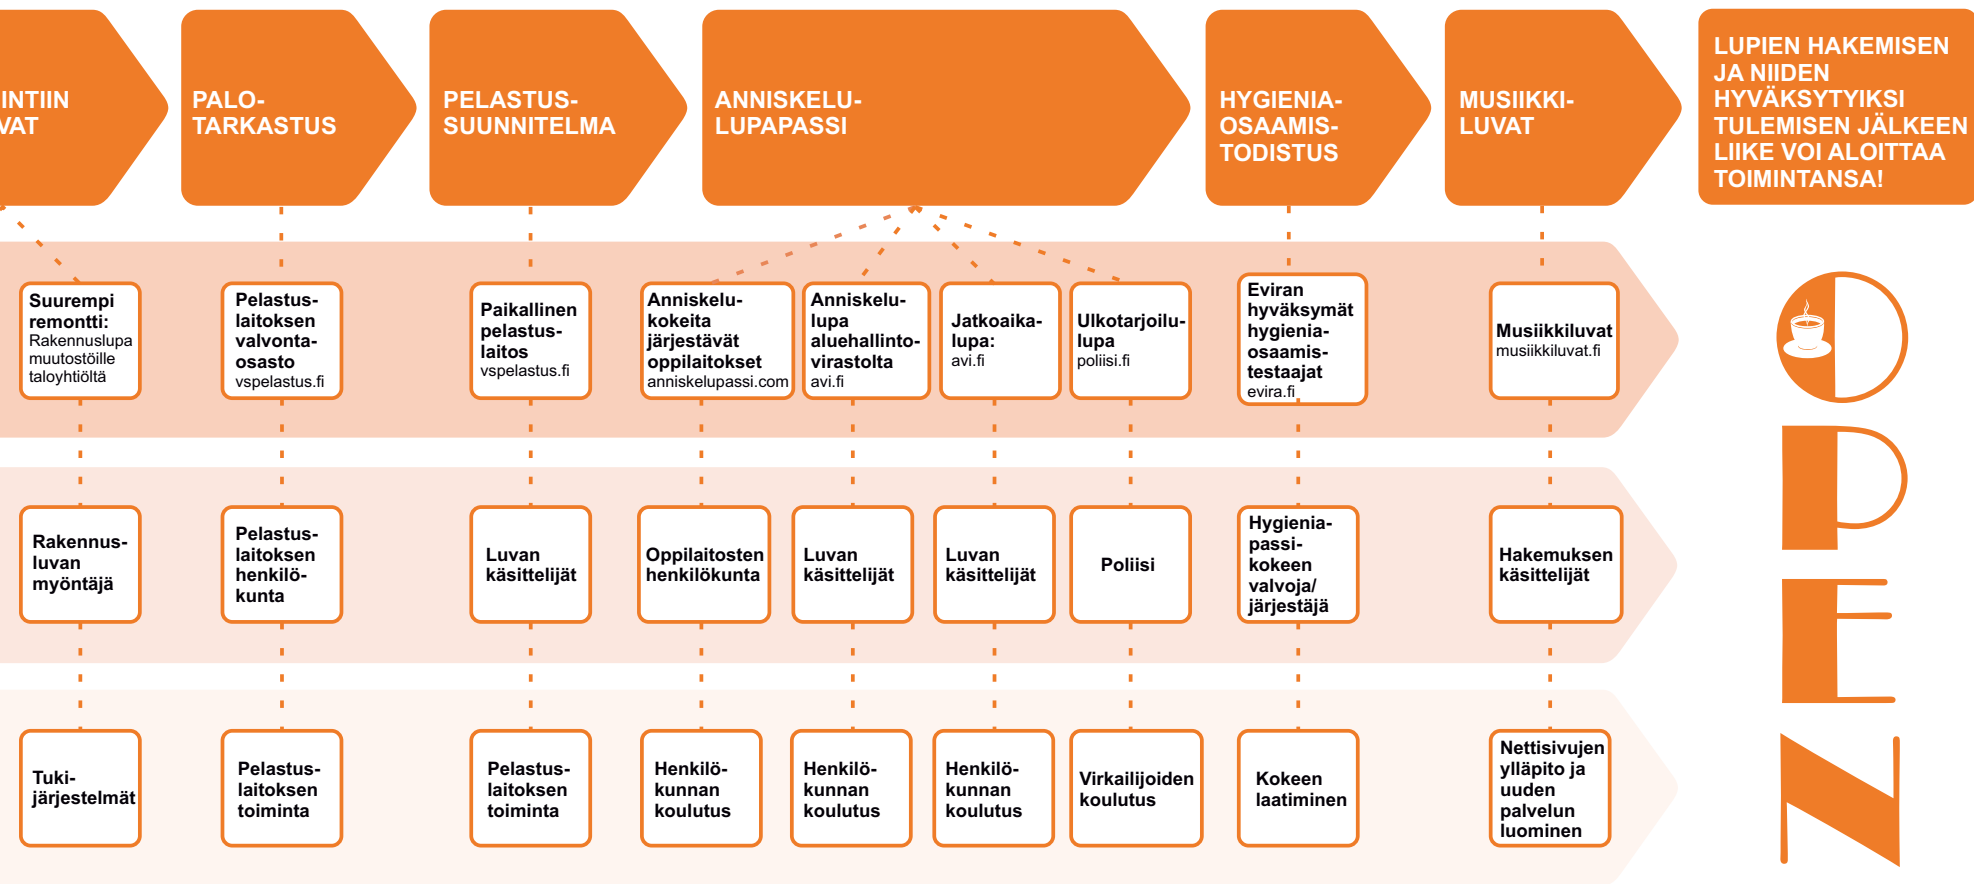 INTIIN
VAT
PALO-
TARKASTUS
PELASTUS-
SUUNNITELMA
ANNISKELU-
LUPAPASSI
HYGIENIA-
OSAAMIS-
TODISTUS
MUSIIKKI-
LUVAT
LUPIEN HAKEMISEN
JA NIIDEN
HYVÄKSYTYIKSI
TULEMISEN JÄLKEEN
LIIKE VOI ALOITTAA
TOIMINTANSA!
Suurempi
remontti:
Rakennuslupa
muutostöille
taloyhtiöltä
Pelastus-
laitoksen
valvonta-
osasto
vspelastus.fi
Paikallinen
pelastus-
laitos
vspelastus.fi
Anniskelu-
kokeita
järjestävät
oppilaitokset
anniskelupassi.com
Anniskelu-
lupa
aluehallinto-
virastolta
avi.fi
Jatkoaika-
lupa:
avi.fi
Ulkotarjoilu-
lupa
poliisi.fi
Eviran
hyväksymät
hygienia-
osaamis-
testaajat
evira.fi
Musiikkiluvat
musiikkiluvat.fi
Rakennus-
luvan
myöntäjä
Pelastus-
laitoksen
henkilö-
kunta
Luvan
käsittelijät
Oppilaitosten
henkilökunta
Luvan
käsittelijät
Luvan
käsittelijät
Poliisi
Hygienia-
passi-
kokeen
valvoja/
järjestäjä
Hakemuksen
käsittelijät
Tuki-
järjestelmät
Pelastus-
laitoksen
toiminta
Pelastus-
laitoksen
toiminta
Henkilö-
kunnan
koulutus
Henkilö-
kunnan
koulutus
Henkilö-
kunnan
koulutus
Virkailijoiden
koulutus
Kokeen
laatiminen
Nettisivujen
ylläpito ja
uuden
palvelun
luominen
O
P
E
N